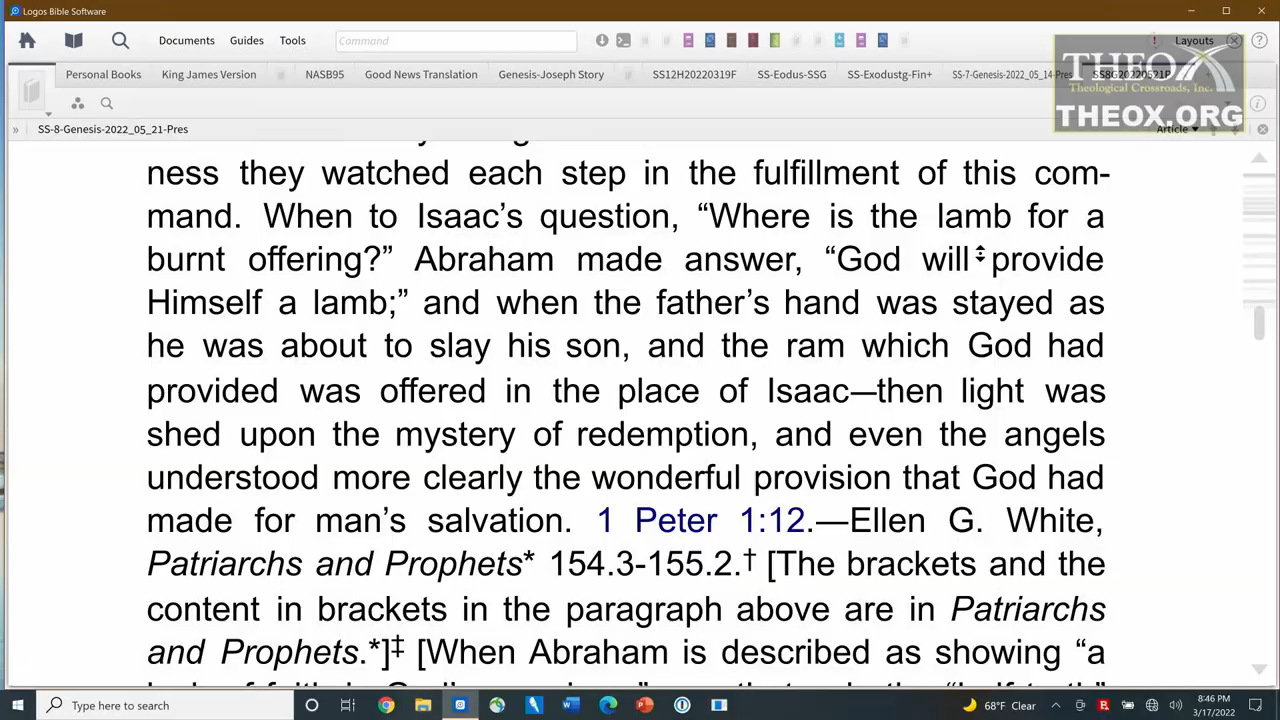 Logos Bible Software
Documents Guides Tools Command Layouts
Personal Books King James Version NASB95 Good News Translation Genesis-Joseph Story SS12H20220319F SS-Eodus-SSG SS-Exodustg-Fin+ SS-7-Genesis-2022_05_14-Pres SS8G20220521P
THEOX
Theological Crossroads, Inc.
THEOX.ORG
SS-8-Genesis-2022_05_21-Pres Article
ness they watched each step in the fulfillment of this com-
mand. When to Isaac’s question, “Where is the lamb for a
burnt offering?” Abraham made answer, “God will provide
Himself a lamb;” and when the father’s hand was stayed as
he was about to slay his son, and the ram which God had
provided was offered in the place of Isaac—then light was
shed upon the mystery of redemption, and even the angels
understood more clearly the wonderful provision that God had
made for man’s salvation. 1 Peter 1:12.—Ellen G. White,
Patriarchs and Prophets* 154.3-155.2.† [The brackets and the
content in brackets in the paragraph above are in Patriarchs
and Prophets.*]‡ [When Abraham is described as showing “a
Type here to search 68°F Clear 8:46 PM
3/17/2022